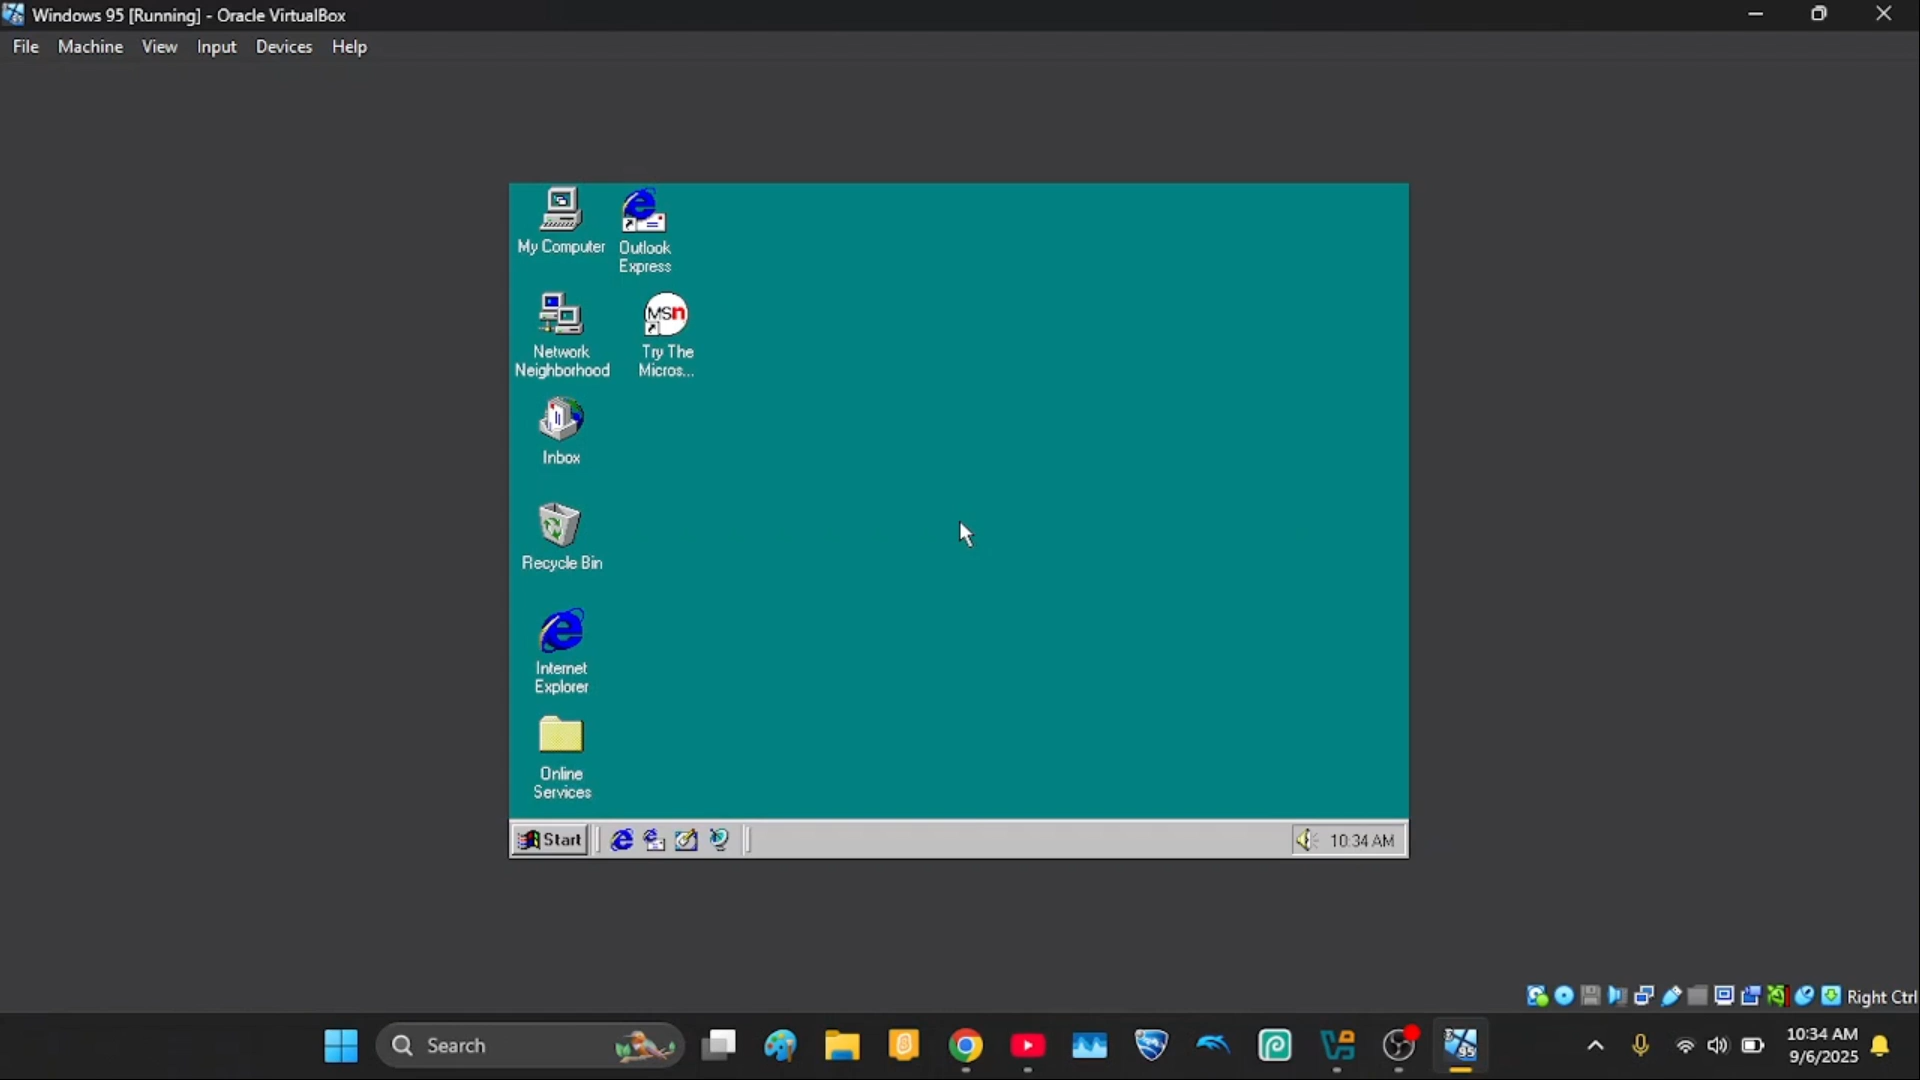 Windows 95 [Running] - Oracle VirtualBox
File Machine View Input Devices Help
My Computer
Outlook
Express
Network
Neighborhood
MSn
Try The
Micros...
Inbox
Recycle Bin
Internet
Explorer
Online
Services
Start
10:34 AM
Right Ctrl
Search
95
10:34 AM
9/6/2025